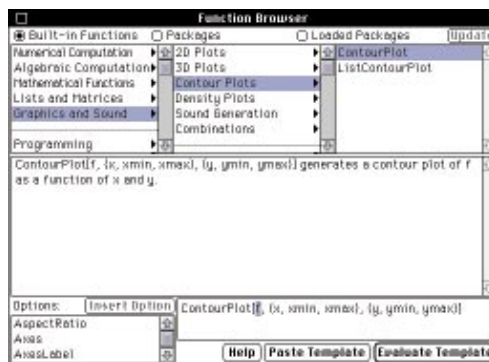 Function Browser
Built-in Functions Packages Loaded Packages Update
Numerical Computation 2D Plots ContourPlot
Algebraic Computation 3D Plots ListContourPlot
Mathematical Functions Contour Plots
Lists and Matrices Density Plots
Graphics and Sound Sound Generation
Combinations
Programming
ContourPlot[f, {x, xmin, xmax}, {y, ymin, ymax}] generates a contour plot of f
as a function of x and y.
Options: Insert Option ContourPlot[f, {x, xmin, xmax}, {y, ymin, ymax}]
AspectRatio
Axes
AxesLabel
Help Paste Template Evaluate Template